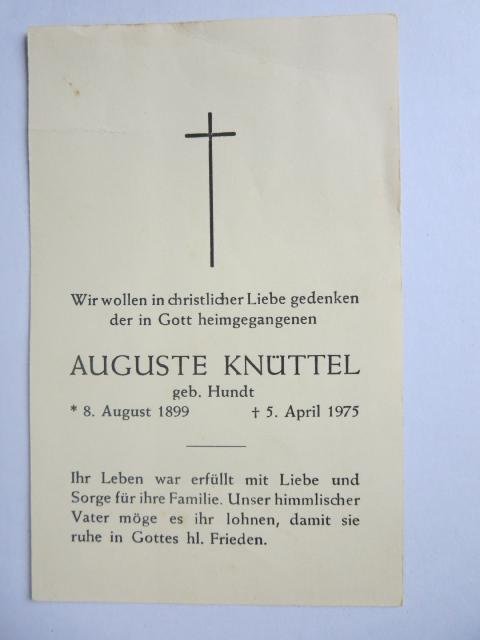 Wir wollen in christlicher Liebe gedenken
der in Gott heimgegangenen
AUGUSTE KNÜTTEL
geb. Hundt
* 8. August 1899 † 5. April 1975
Ihr Leben war erfüllt mit Liebe und
Sorge für ihre Familie. Unser himmlischer
Vater möge es ihr lohnen, damit sie
ruhe in Gottes hl. Frieden.